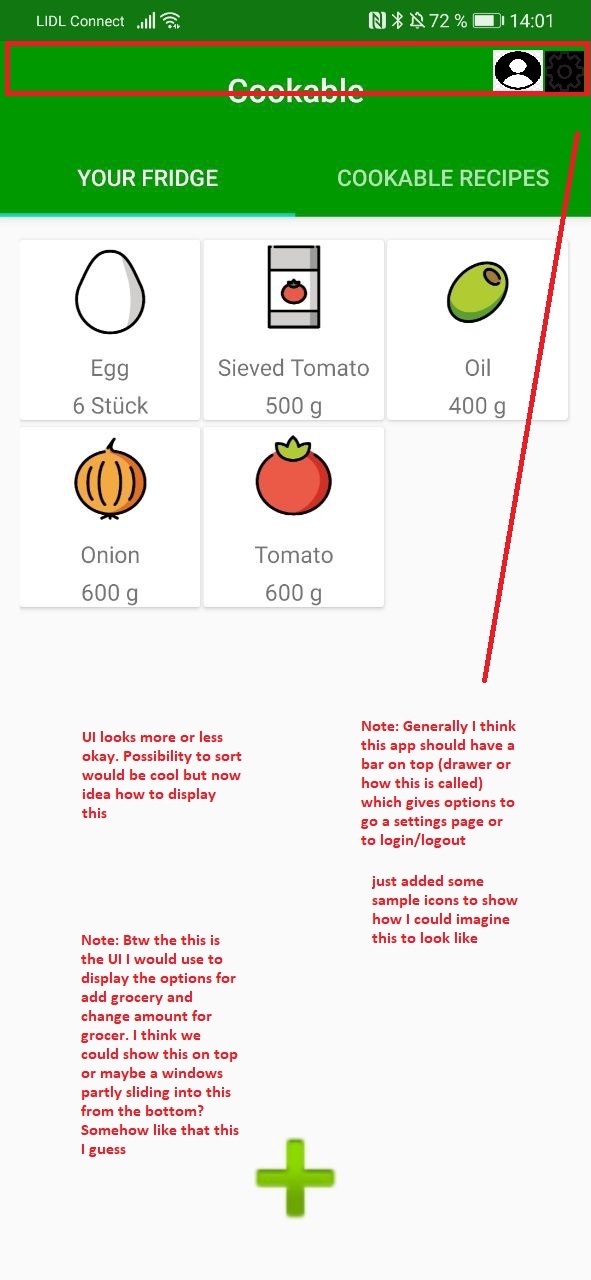 LIDL Connect 72 % 14:01
Cookable
YOUR FRIDGE COOKABLE RECIPES
Egg Sieved Tomato Oil
6 Stück 500 g 400 g
Onion Tomato
600 g 600 g
UI looks more or less
okay. Possibility to sort
would be cool but now
idea how to display
this
Note: Generally I think
this app should have a
bar on top (drawer or
how this is called)
which gives options to
go a settings page or
to login/logout
just added some
sample icons to show
how I could imagine
this to look like
Note: Btw the this is
the UI I would use to
display the options for
add grocery and
change amount for
grocer. I think we
could show this on top
or maybe a windows
partly sliding into this
from the bottom?
Somehow like that this
I guess